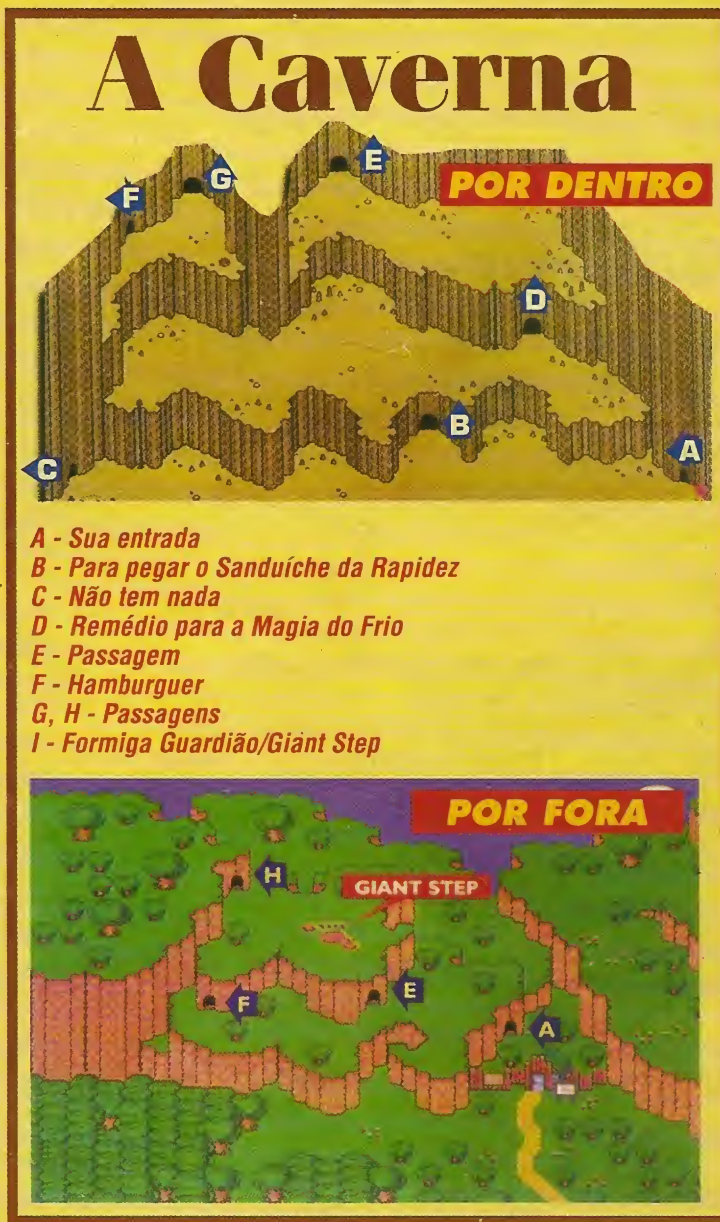 A Caverna
E
G
F
POR DENTRO
D
B
A
C
A - Sua entrada
B - Para pegar o Sanduíche da Rapidez
C - Não tem nada
D - Remédio para a Magia do Frio
E - Passagem
F - Hamburguer
G, H - Passagens
I - Formiga Guardião/Giant Step
POR FORA
H
GIANT STEP
E
F
A